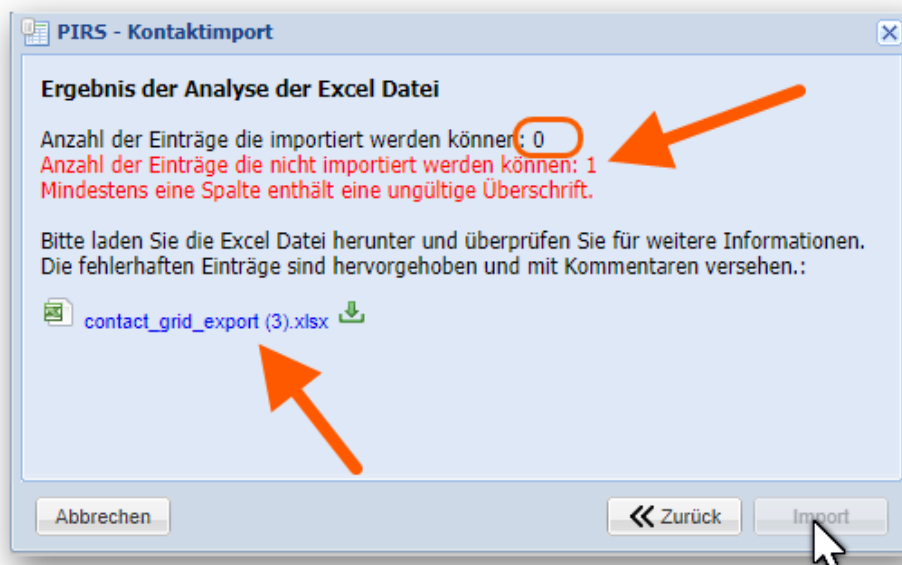 PIRS - Kontaktimport
Ergebnis der Analyse der Excel Datei
Anzahl der Einträge die importiert werden können: 0
Anzahl der Einträge die nicht importiert werden können: 1
Mindestens eine Spalte enthält eine ungültige Überschrift.
Bitte laden Sie die Excel Datei herunter und überprüfen Sie für weitere Informationen.
Die fehlerhaften Einträge sind hervorgehoben und mit Kommentaren versehen.:
contact_grid_export (3).xlsx
Abbrechen
Zurück
Import